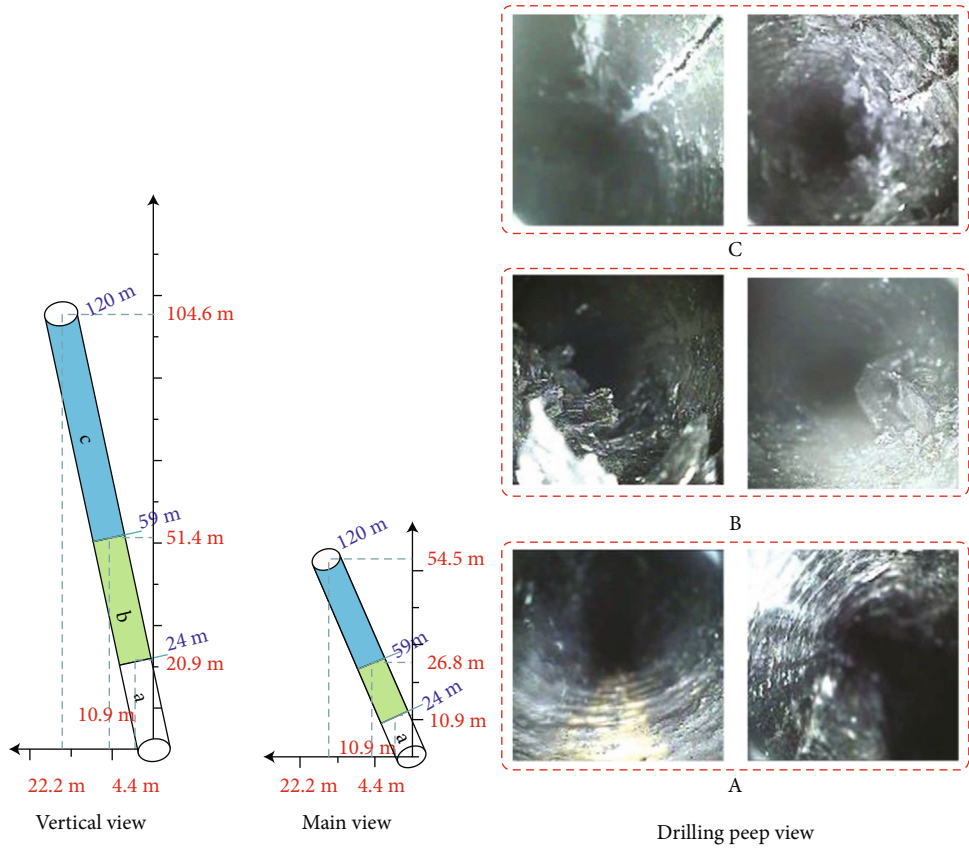 120 m
104.6 m
c
59 m
51.4 m
b
24 m
20.9 m
a
10.9 m
22.2 m
4.4 m
Vertical view
120 m
54.5 m
59m
26.8 m
24 m
10.9 m
a
10.9 m
22.2 m
4.4 m
Main view
C
B
A
Drilling peep view